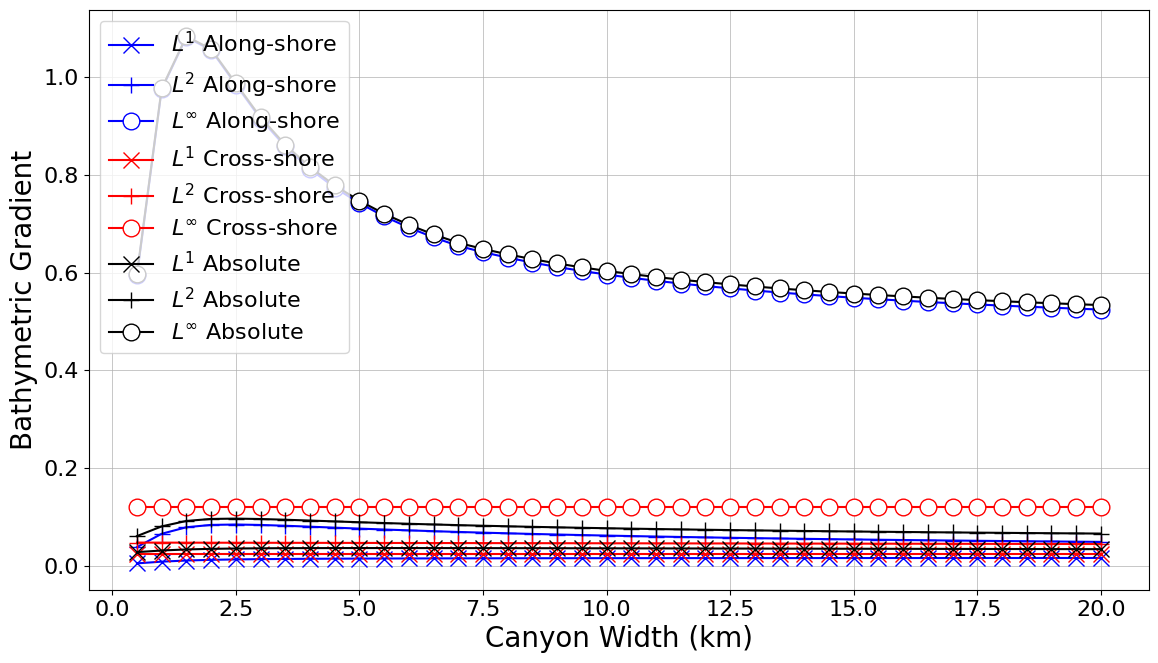 L¹ Along-shore
L² Along-shore
L∞ Along-shore
L¹ Cross-shore
L² Cross-shore
L∞ Cross-shore
L¹ Absolute
L² Absolute
L∞ Absolute
Bathymetric Gradient
1.0
0.8
0.6
0.4
0.2
0.0
0.0 2.5 5.0 7.5 10.0 12.5 15.0 17.5 20.0
Canyon Width (km)